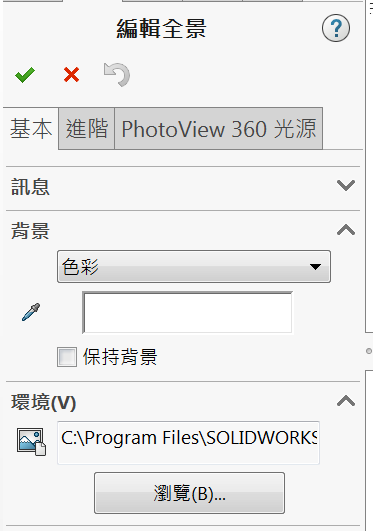 編輯全景
?
基本 進階 PhotoView 360 光源
訊息
背景
色彩
保持背景
環境(V)
C:\Program Files\SOLIDWORKS
瀏覽(B)...